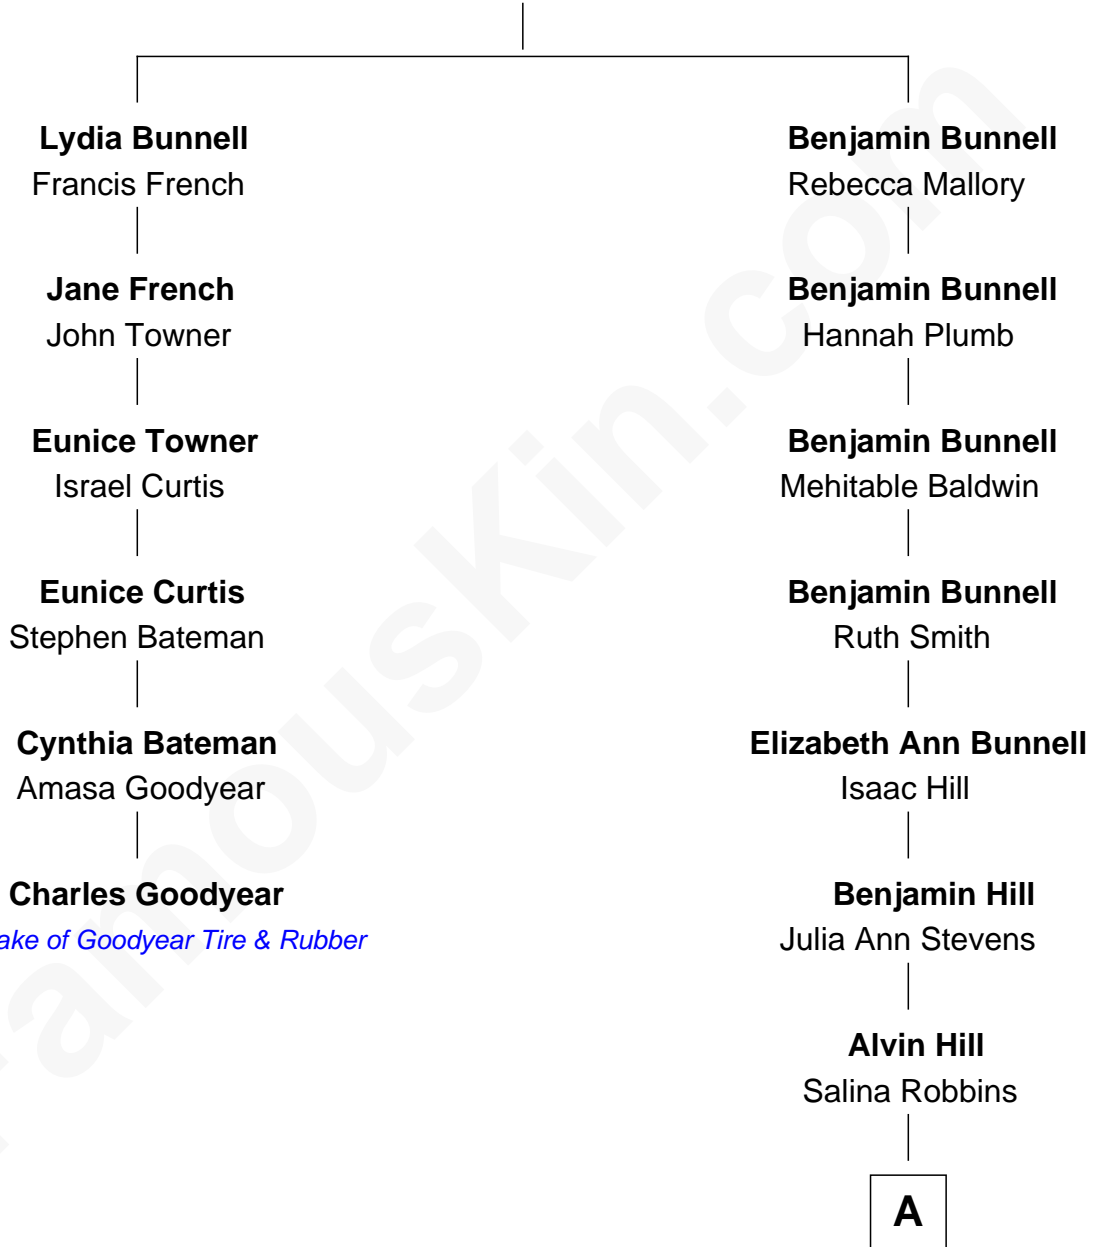 Lydia Bunnell
Francis French
Benjamin Bunnell
Rebecca Mallory
Jane French
John Towner
Benjamin Bunnell
Hannah Plumb
Eunice Towner
Israel Curtis
Benjamin Bunnell
Mehitable Baldwin
Eunice Curtis
Stephen Bateman
Benjamin Bunnell
Ruth Smith
Cynthia Bateman
Amasa Goodyear
Elizabeth Ann Bunnell
Isaac Hill
Charles Goodyear
of Goodyear Tire & Rubber
Benjamin Hill
Julia Ann Stevens
Alvin Hill
Salina Robbins
A
FamousKin.com